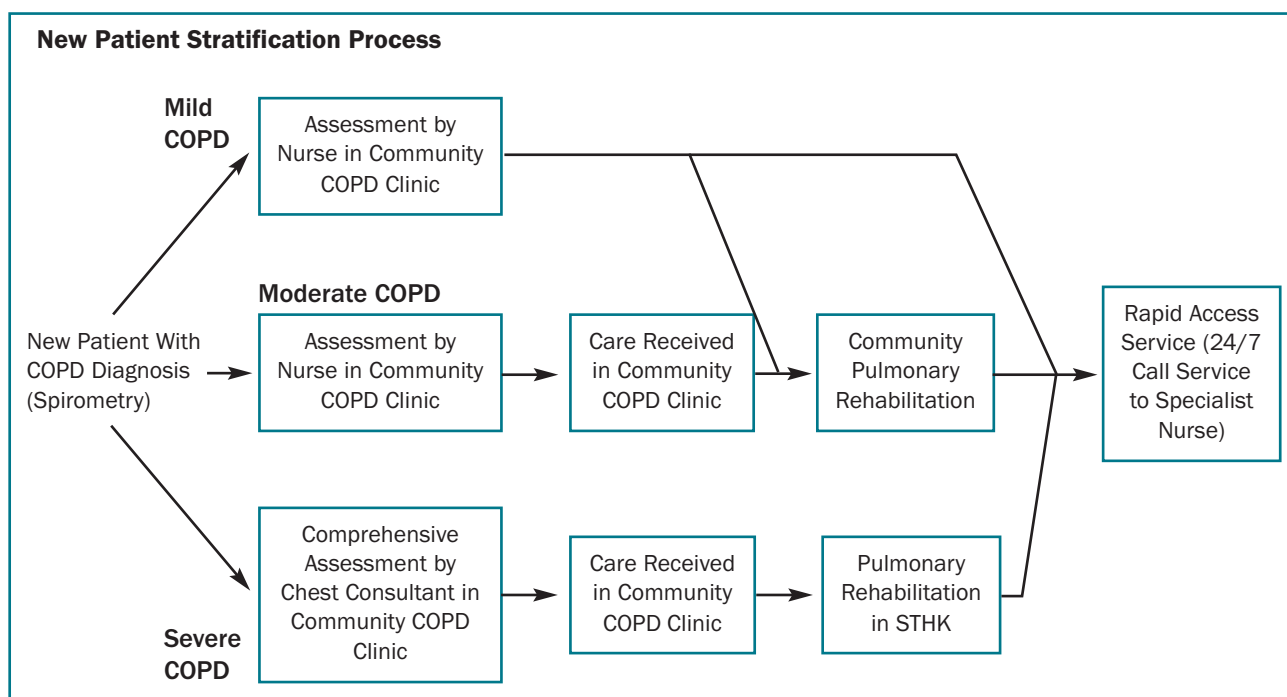 New Patient Stratification Process
Mild
COPD
Assessment by
Nurse in Community
COPD Clinic
New Patient With
COPD Diagnosis
(Spirometry)
Moderate COPD
Assessment by
Nurse in Community
COPD Clinic
Care Received
in Community
COPD Clinic
Community
Pulmonary
Rehabilitation
Rapid Access
Service (24/7
Call Service
to Specialist
Nurse)
Severe
COPD
Comprehensive
Assessment by
Chest Consultant in
Community COPD
Clinic
Care Received
in Community
COPD Clinic
Pulmonary
Rehabilitation
in STHK